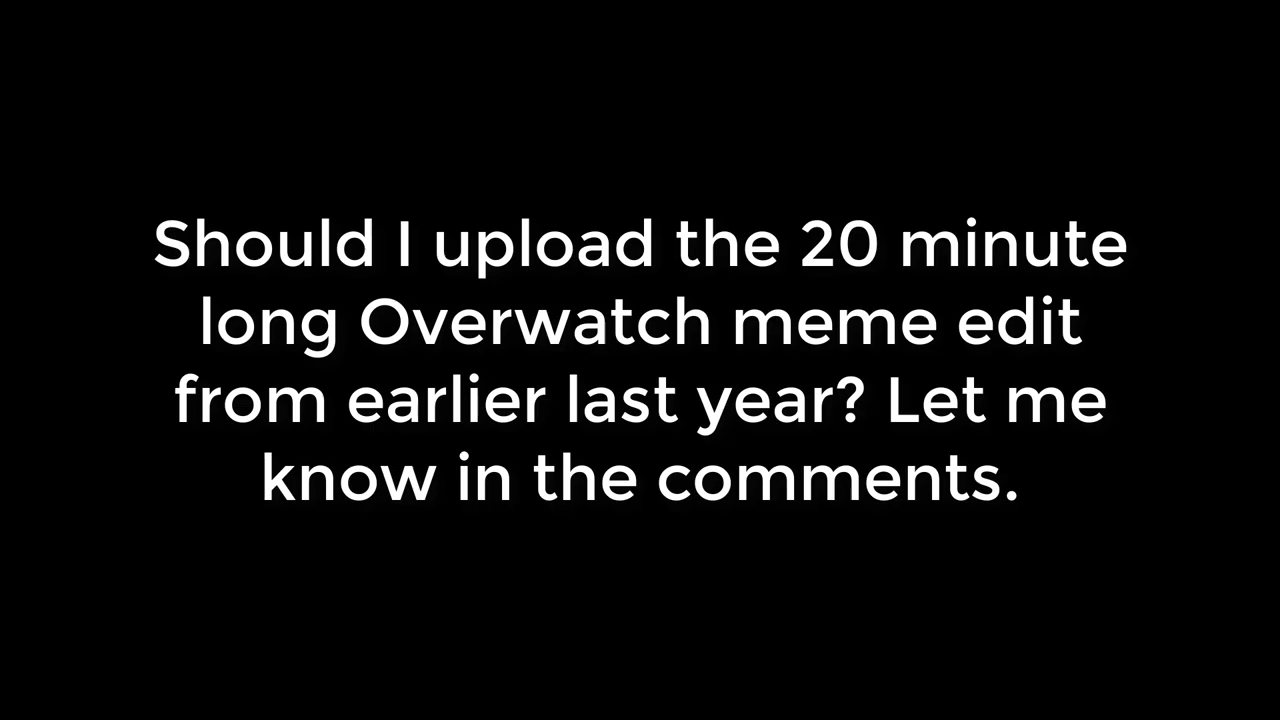 Should I upload the 20 minute
long Overwatch meme edit
from earlier last year? Let me
know in the comments.